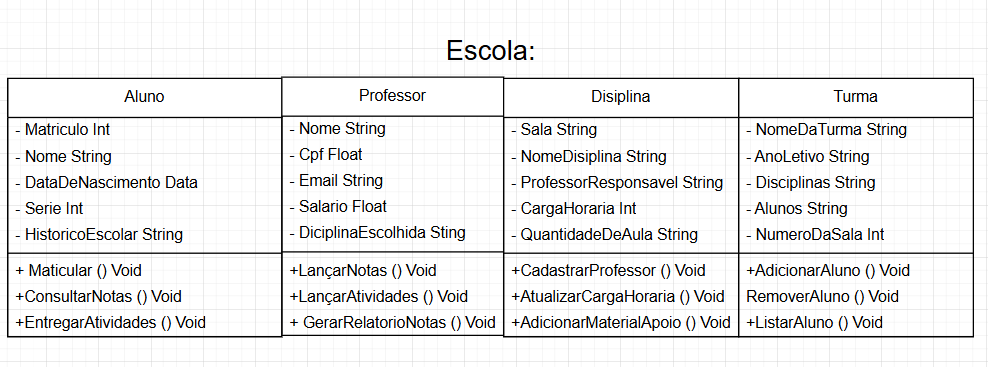 Escola:
Aluno
- Matriculo Int
- Nome String
- DataDeNascimento Data
- Serie Int
- HistoricoEscolar String
+ Maticular () Void
+ConsultarNotas () Void
+EntregarAtividades () Void
Professor
- Nome String
- Cpf Float
- Email String
- Salario Float
- DiciplinaEscolhida Sting
+LançarNotas () Void
+LançarAtividades () Void
+ GerarRelatorioNotas () Void
Disiplina
- Sala String
- NomeDisiplina String
- ProfessorResponsavel String
- CargaHoraria Int
- QuantidadeDeAula String
+CadastrarProfessor () Void
+AtualizarCargaHoraria () Void
+AdicionarMaterialApoio () Void
Turma
- NomeDaTurma String
- AnoLetivo String
- Disciplinas String
- Alunos String
- NumeroDaSala Int
+AdicionarAluno () Void
RemoverAluno () Void
+ListarAluno () Void